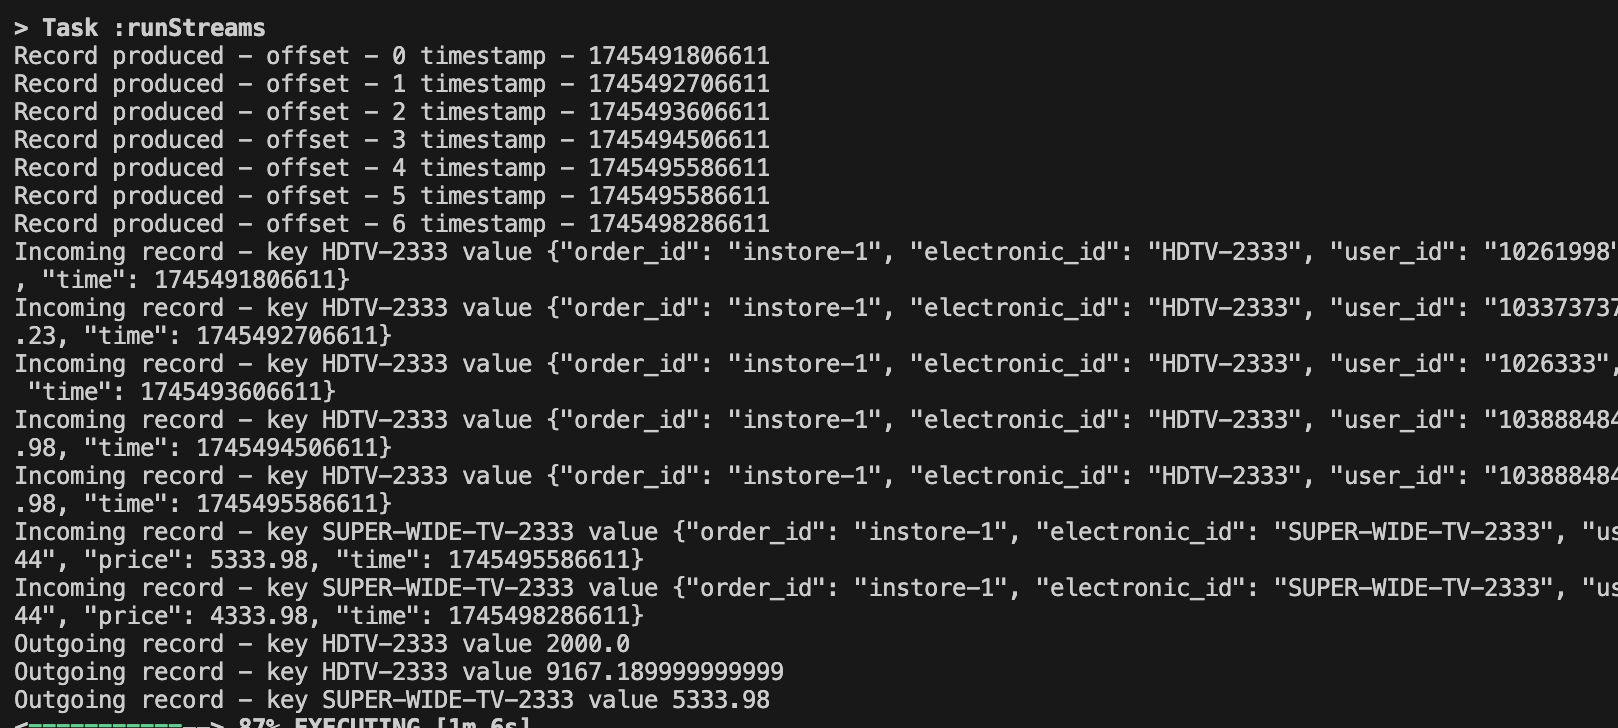 > Task :runStreams
Record produced – offset – 0 timestamp – 1745491806611
Record produced – offset – 1 timestamp – 1745492706611
Record produced – offset – 2 timestamp – 1745493606611
Record produced – offset – 3 timestamp – 1745494506611
Record produced – offset – 4 timestamp – 1745495586611
Record produced – offset – 5 timestamp – 1745495586611
Record produced – offset – 6 timestamp – 1745498286611
Incoming record – key HDTV-2333 value {"order_id": "instore-1", "electronic_id": "HDTV-2333", "user_id": "10261998"
, "time": 1745491806611}
Incoming record – key HDTV-2333 value {"order_id": "instore-1", "electronic_id": "HDTV-2333", "user_id": "103373737
.23, "time": 1745492706611}
Incoming record – key HDTV-2333 value {"order_id": "instore-1", "electronic_id": "HDTV-2333", "user_id": "1026333",
"time": 1745493606611}
Incoming record – key HDTV-2333 value {"order_id": "instore-1", "electronic_id": "HDTV-2333", "user_id": "103888484
.98, "time": 1745494506611}
Incoming record – key HDTV-2333 value {"order_id": "instore-1", "electronic_id": "HDTV-2333", "user_id": "103888484
.98, "time": 1745495586611}
Incoming record – key SUPER-WIDE-TV-2333 value {"order_id": "instore-1", "electronic_id": "SUPER-WIDE-TV-2333", "us
44", "price": 5333.98, "time": 1745495586611}
Incoming record – key SUPER-WIDE-TV-2333 value {"order_id": "instore-1", "electronic_id": "SUPER-WIDE-TV-2333", "us
44", "price": 4333.98, "time": 1745498286611}
Outgoing record – key HDTV-2333 value 2000.0
Outgoing record – key HDTV-2333 value 9167.189999999999
Outgoing record – key SUPER-WIDE-TV-2333 value 5333.98
<===========--> 87% EXECUTING [1m 6s]